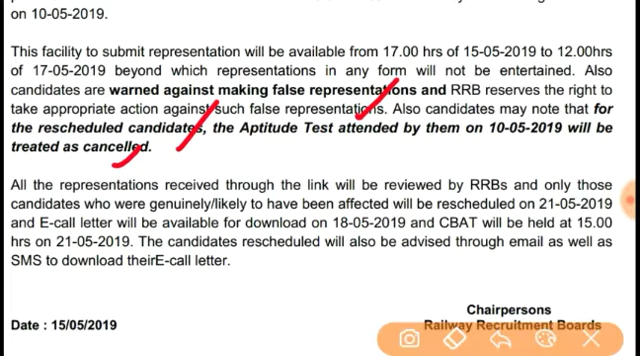 on 10-05-2019.
This facility to submit representation will be available from 17.00 hrs of 15-05-2019 to 12.00hrs
of 17-05-2019 beyond which representations in any form will not be entertained. Also
candidates are warned against making false representations and RRB reserves the right to
take appropriate action against such false representations. Also candidates may note that for
the rescheduled candidates, the Aptitude Test attended by them on 10-05-2019 will be
treated as cancelled.
All the representations received through the link will be reviewed by RRBs and only those
candidates who were genuinely/likely to have been affected will be rescheduled on 21-05-2019
and E-call letter will be available for download on 18-05-2019 and CBAT will be held at 15.00
hrs on 21-05-2019. The candidates rescheduled will also be advised through email as well as
SMS to download theirE-call letter.
Chairpersons
Date : 15/05/2019 Railway Recruitment Boards